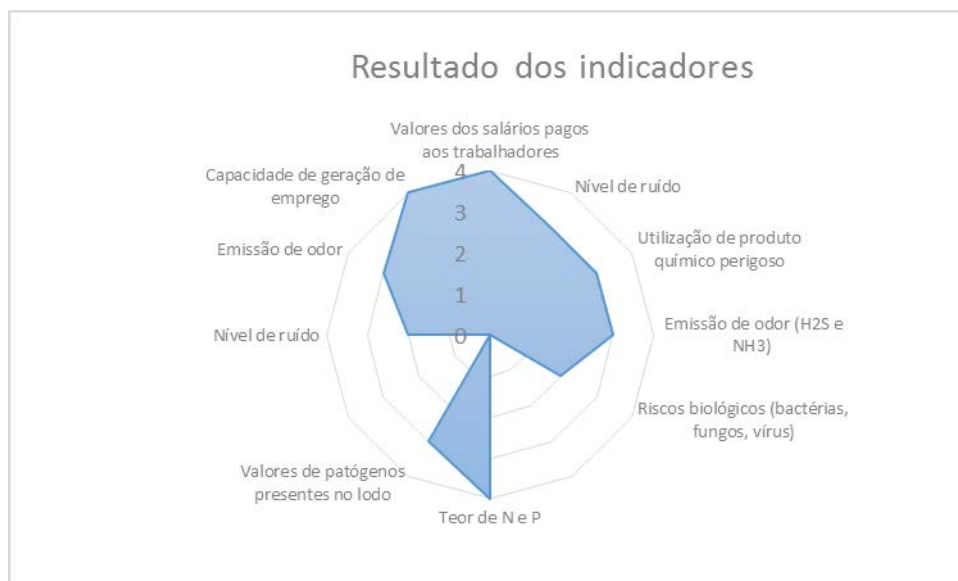 Resultado dos indicadores
Valores dos salários pagos
aos trabalhadores
Nível de ruído
Utilização de produto
químico perigoso
Emissão de odor (H2S e
NH3)
Riscos biológicos (bactérias,
fungos, vírus)
Teor de N e P
Valores de patógenos
presentes no lodo
Nível de ruído
Emissão de odor
Capacidade de geração de
emprego
4
3
2
1
0